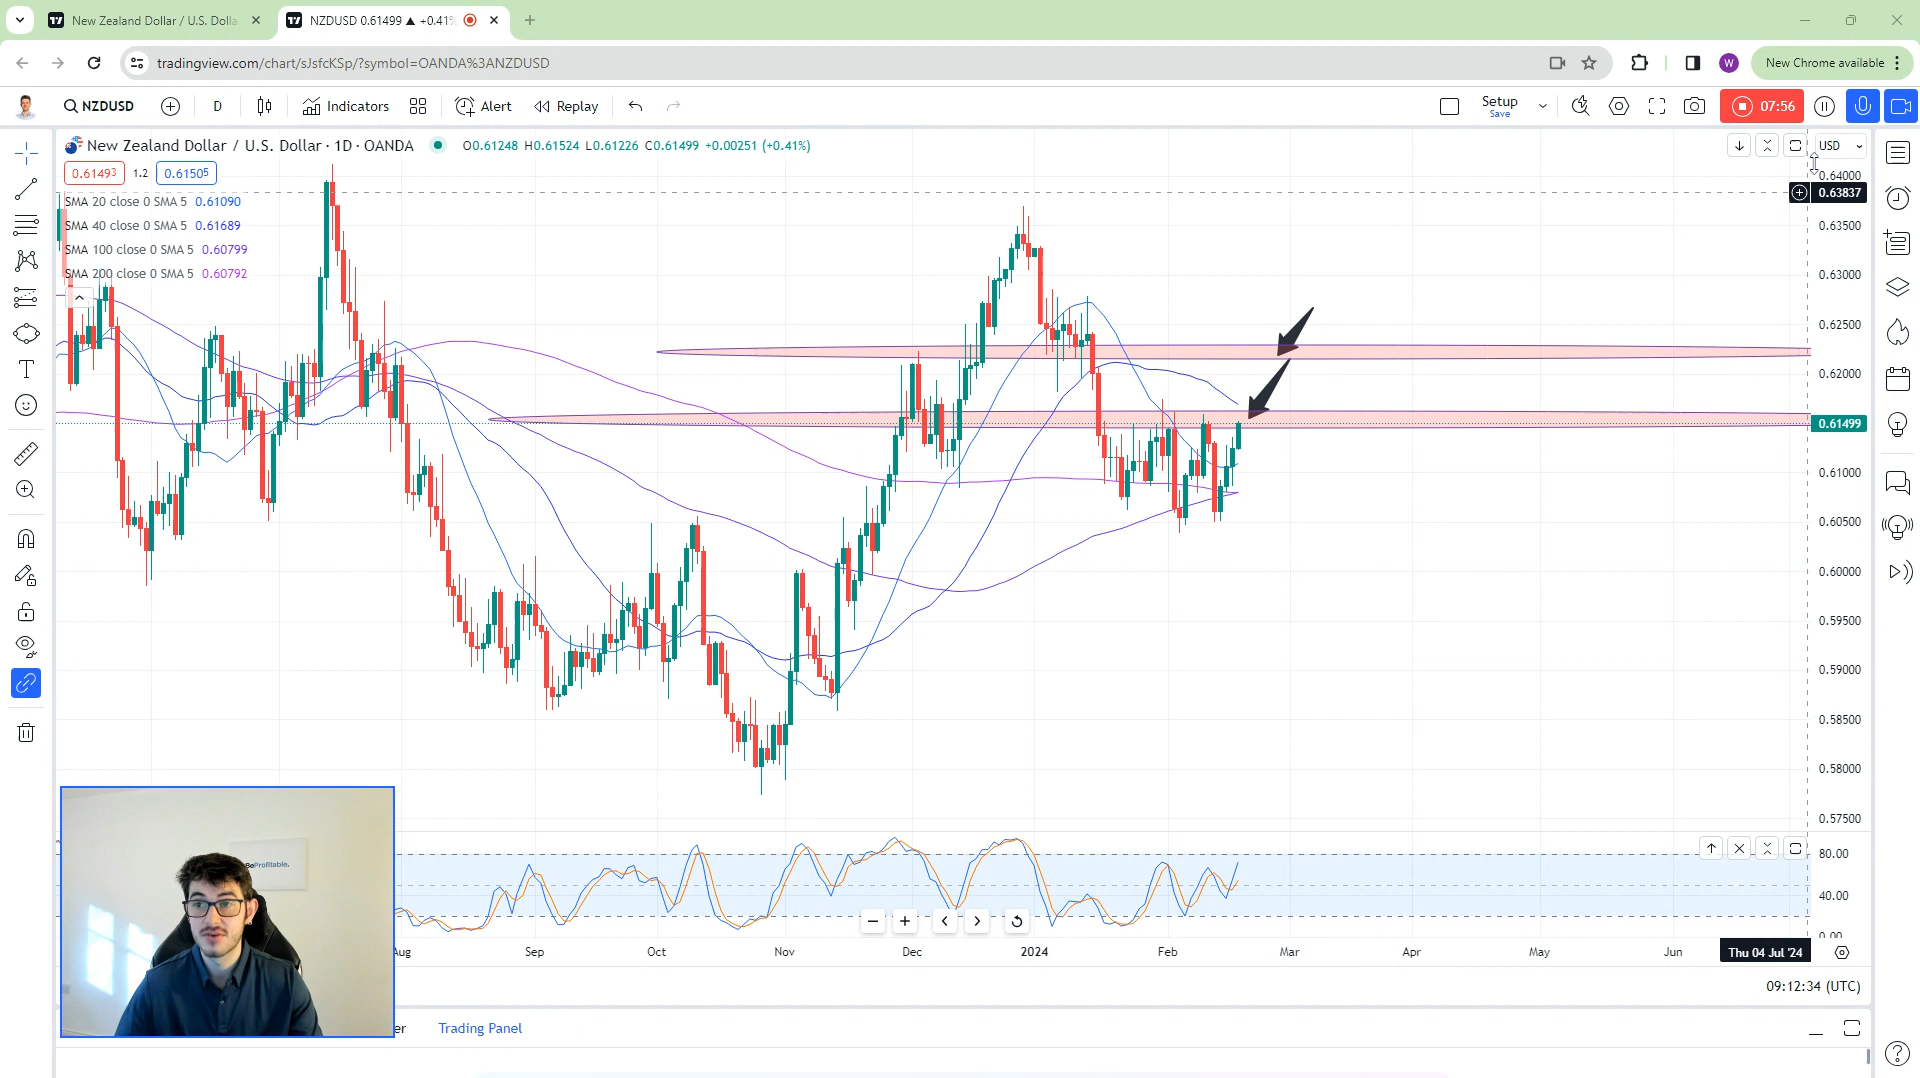 New Zealand Dollar / U.S. Dolla
NZDUSD 0.61499 ▲ +0.41%
tradingview.com/chart/sJsfcKSp/?symbol=OANDA%3ANZDUSD
W
New Chrome available
NZDUSD
D
Indicators
Alert
Replay
Setup
Save
07:56
New Zealand Dollar / U.S. Dollar · 1D · OANDA
O0.61248 H0.61524 L0.61226 C0.61499 +0.00251 (+0.41%)
USD
0.61493 1.2 0.61505
SMA 20 close 0 SMA 5 0.61090
SMA 40 close 0 SMA 5 0.61689
SMA 100 close 0 SMA 5 0.60799
SMA 200 close 0 SMA 5 0.60792
0.64000
0.63837
0.63500
0.63000
0.62500
0.62000
0.61499
0.61000
0.60500
0.60000
0.59500
0.59000
0.58500
0.58000
0.57500
80.00
40.00
0.00
BeProfitable.
Aug Sep Oct Nov Dec 2024 Feb Mar Apr May Jun Thu 04 Jul '24
09:12:34 (UTC)
er Trading Panel